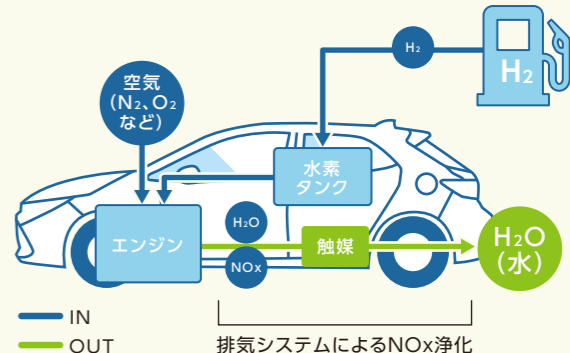 H₂
H₂
空気
(N₂、O₂
など)
水素
タンク
エンジン
H₂O
NOx
触媒
H₂O
(水)
IN
OUT
排気システムによるNOx浄化